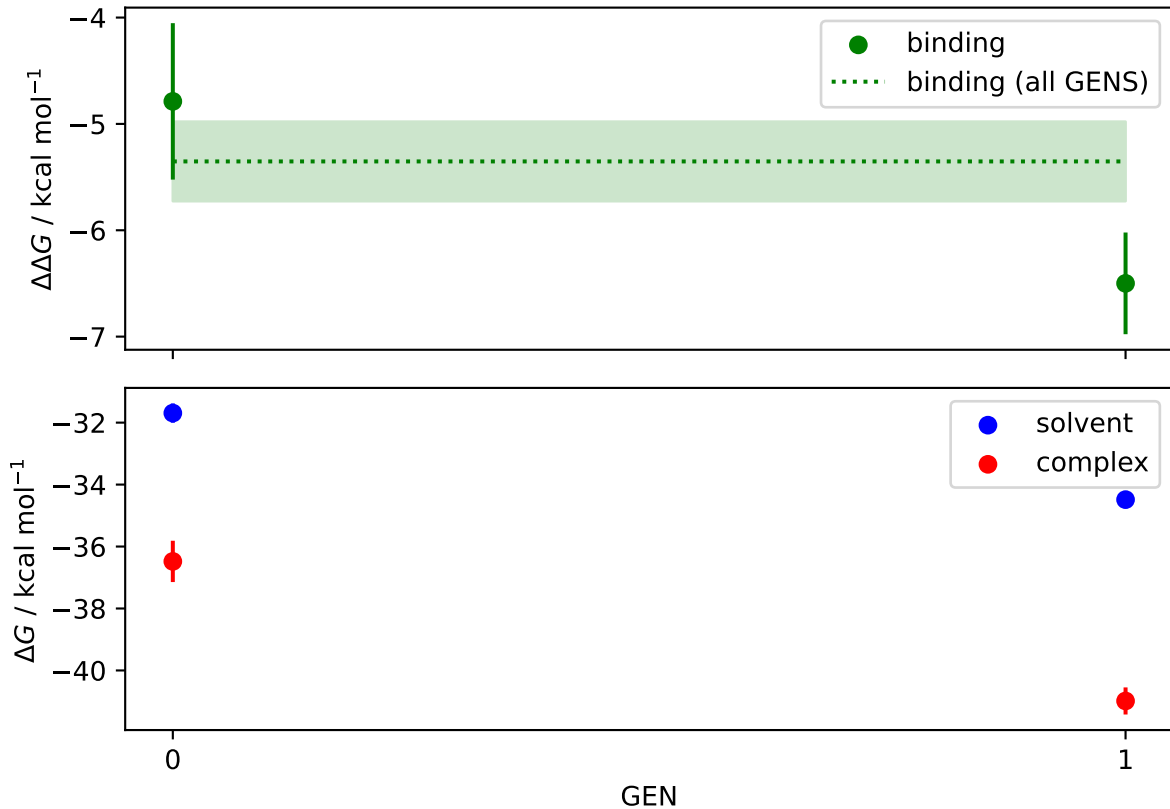 −4
−5
−6
−7
ΔΔG / kcal mol⁻¹
binding
binding (all GENS)
−32
−34
−36
−38
−40
ΔG / kcal mol⁻¹
solvent
complex
0
1
GEN